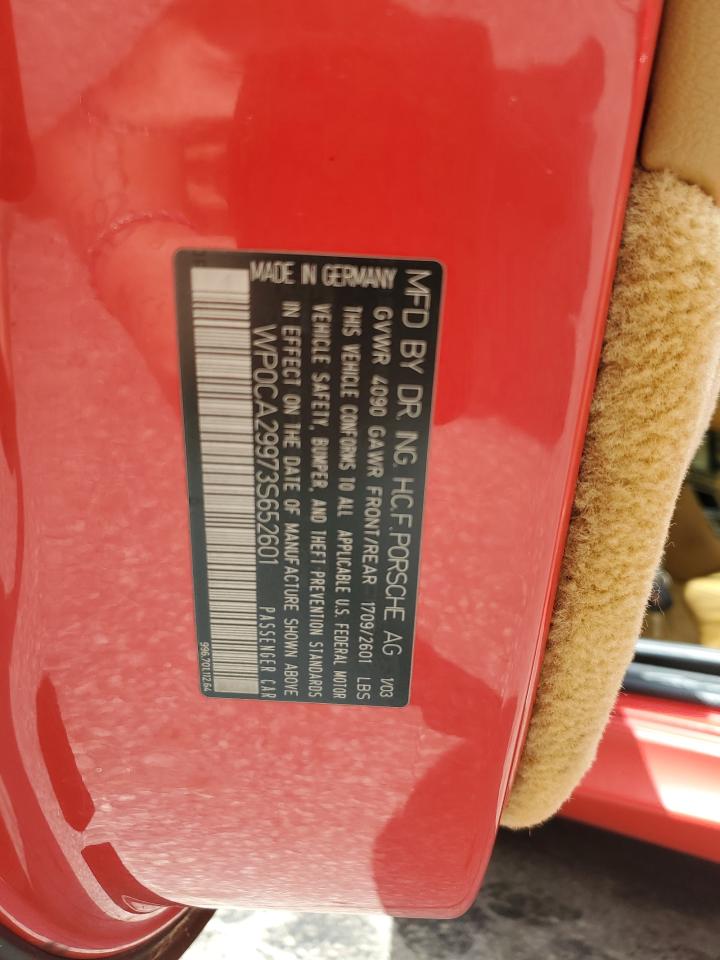 MFD BY DR. ING. H.C.F. PORSCHE AG 1/03
GVWR 4090 GAWR FRONT/REAR 1709/2601 LBS
THIS VEHICLE CONFORMS TO ALL APPLICABLE U.S. FEDERAL MOTOR
VEHICLE SAFETY, BUMPER, AND THEFT PREVENTION STANDARDS
IN EFFECT ON THE DATE OF MANUFACTURE SHOWN ABOVE
MADE IN GERMANY
WP0CA29973S652601 PASSENGER CAR
996.701.112.64